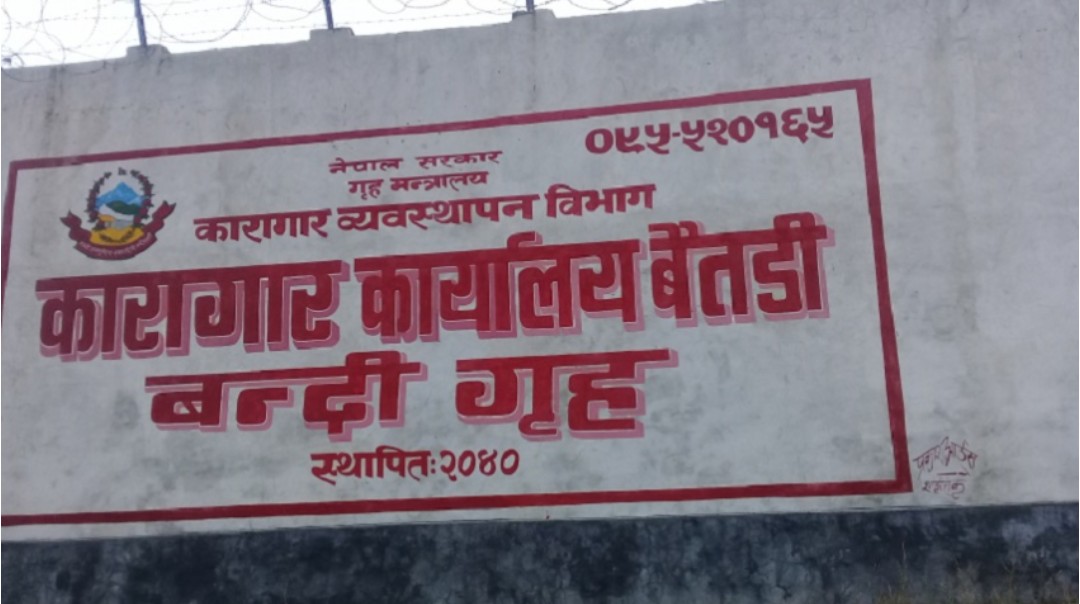 ०९५-५२०१६५
नेपाल सरकार
गृह मन्त्रालय
कारागार व्यवस्थापन विभाग
कारागार कार्यालय बैतडी
बन्दी गृह
स्थापित:२०४०